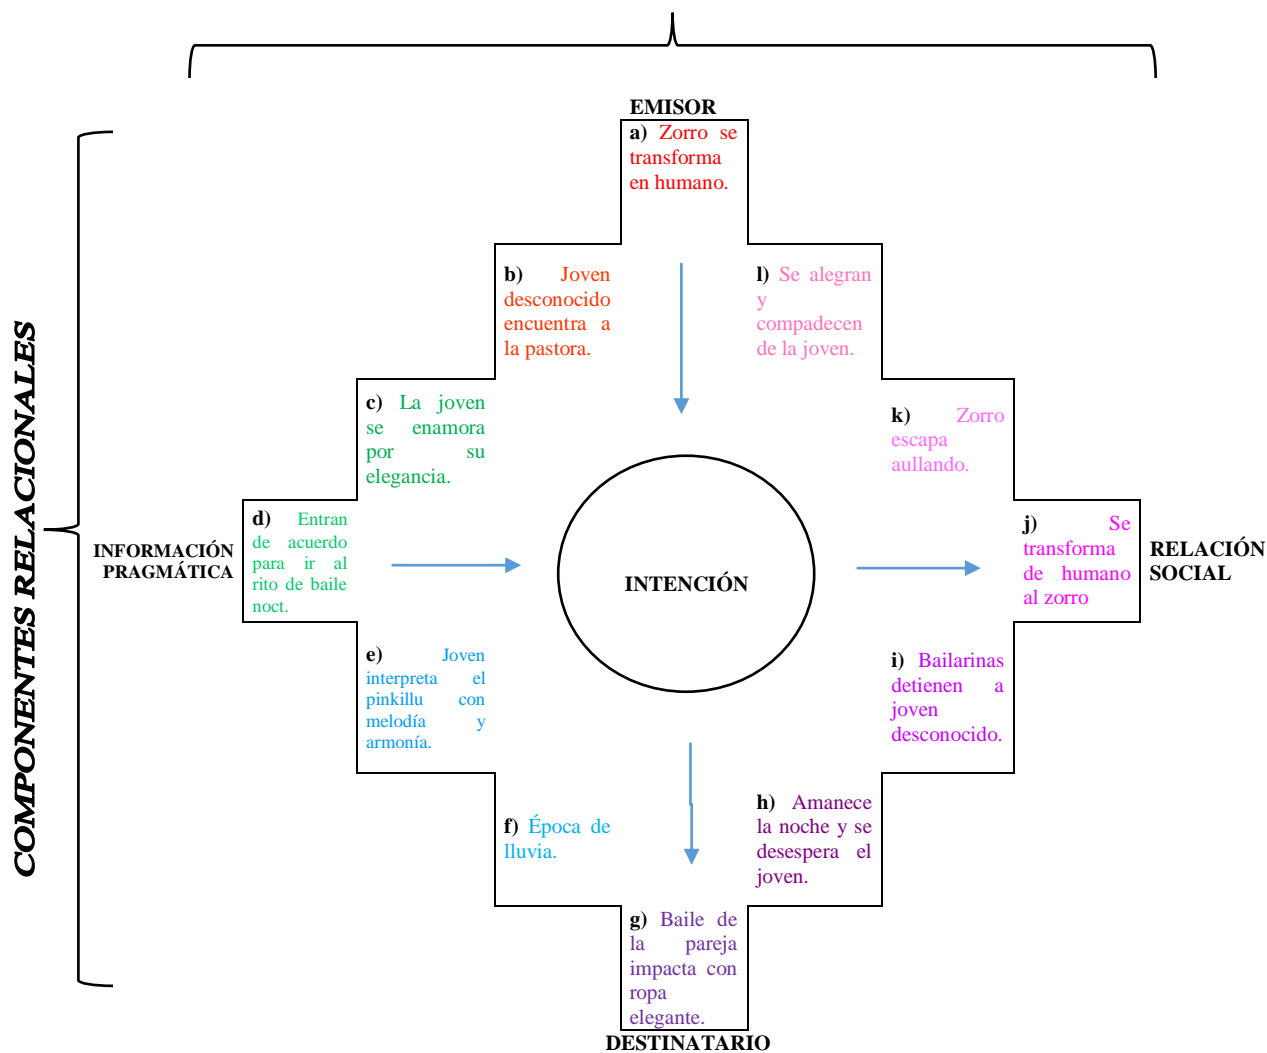 COMPONENTES RELACIONALES
EMISOR
a) Zorro se
transforma
en humano.
b) Joven
desconocido
encuentra a
la pastora.
c) La joven
se enamora
por su
elegancia.
INFORMACIÓN
PRAGMÁTICA
d) Entran
de acuerdo
para ir al
rito de baile
noct.
e) Joven
interpreta el
pinkillu con
melodía y
armonía.
f) Época de
lluvia.
g) Baile de
la pareja
impacta con
ropa
elegante.
DESTINATARIO
h) Amanece
la noche y se
desespera el
joven.
i) Bailarinas
detienen a
joven
desconocido.
j) Se
transforma
de humano
al zorro
RELACIÓN
SOCIAL
k) Zorro
escapa
aullando.
l) Se alegran
y
compadecen
de la joven.
INTENCIÓN